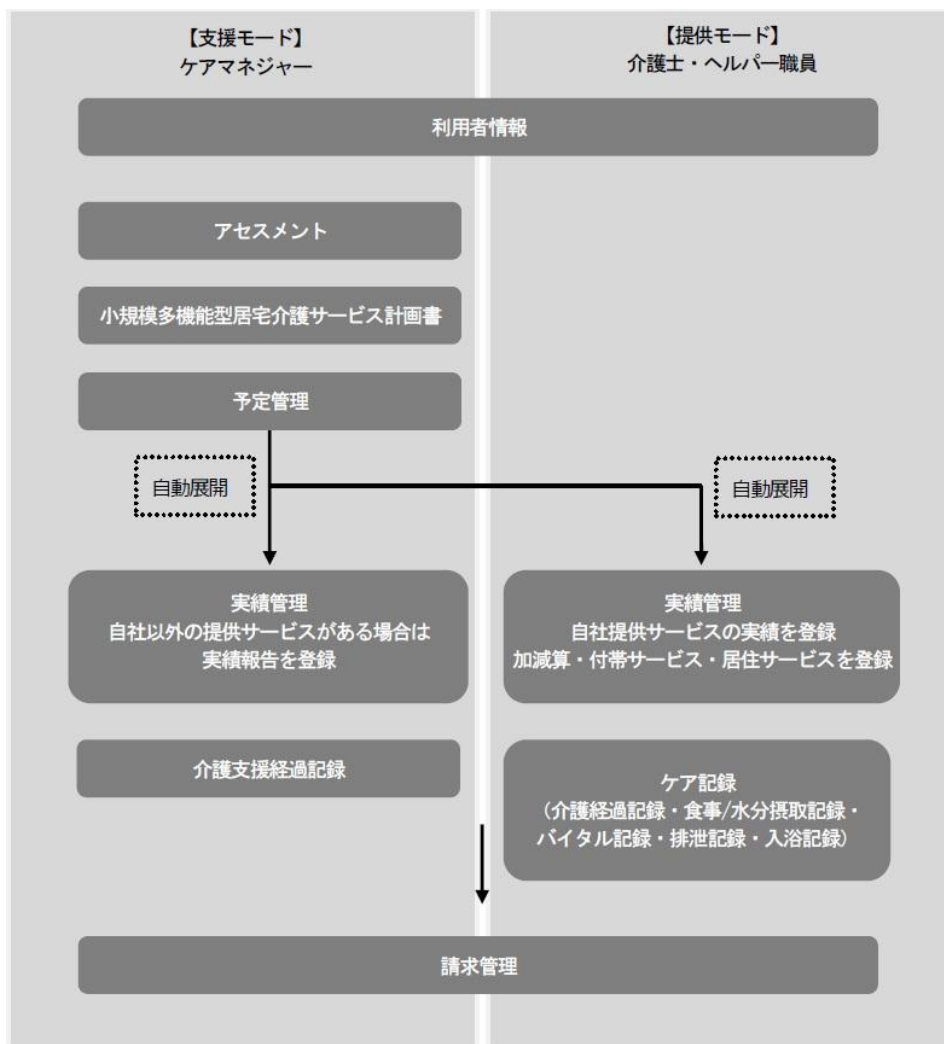 【支援モード】
ケアマネジャー
【提供モード】
介護士・ヘルパー職員
利用者情報
アセスメント
小規模多機能型居宅介護サービス計画書
予定管理
自動展開
自動展開
実績管理
自社以外の提供サービスがある場合は
実績報告を登録
実績管理
自社提供サービスの実績を登録
加減算・付帯サービス・居住サービスを登録
介護支援経過記録
ケア記録
（介護経過記録・食事/水分摂取記録・
バイタル記録・排泄記録・入浴記録）
請求管理